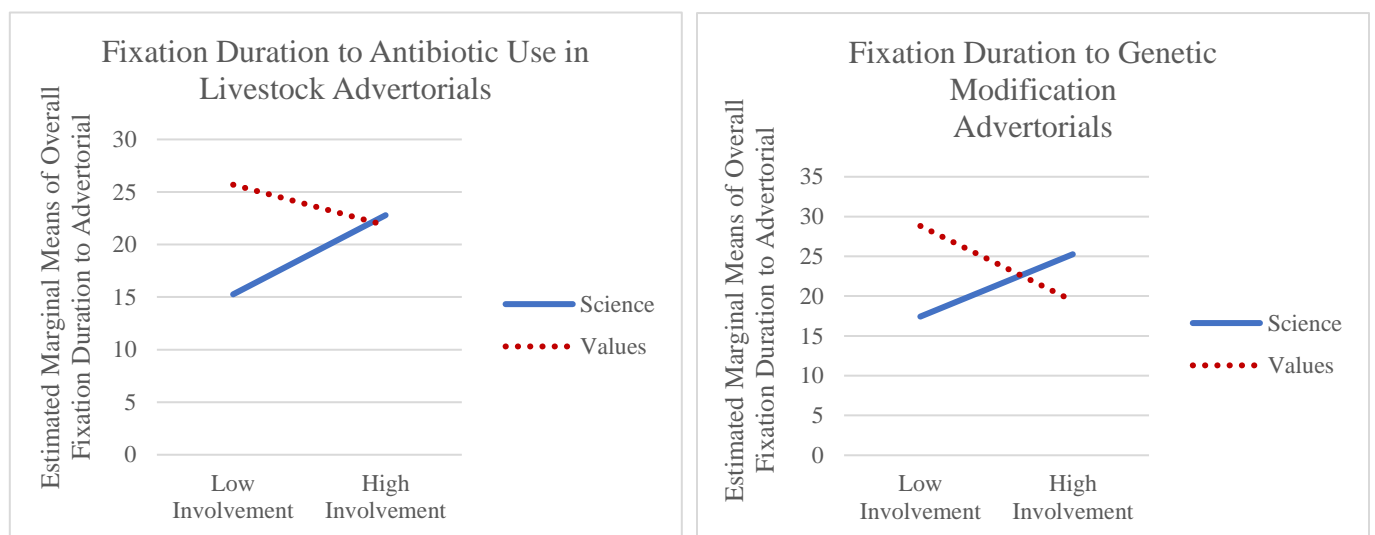 Fixation Duration to Antibiotic Use in
Livestock Advertorials
Estimated Marginal Means of Overall
Fixation Duration to Advertorial
30
25
20
15
10
5
0
Low
Involvement
High
Involvement
Science
Values
Fixation Duration to Genetic
Modification
Advertorials
Estimated Marginal Means of Overall
Fixation Duration to Advertorial
35
30
25
20
15
10
5
0
Low
Involvement
High
Involvement
Science
Values